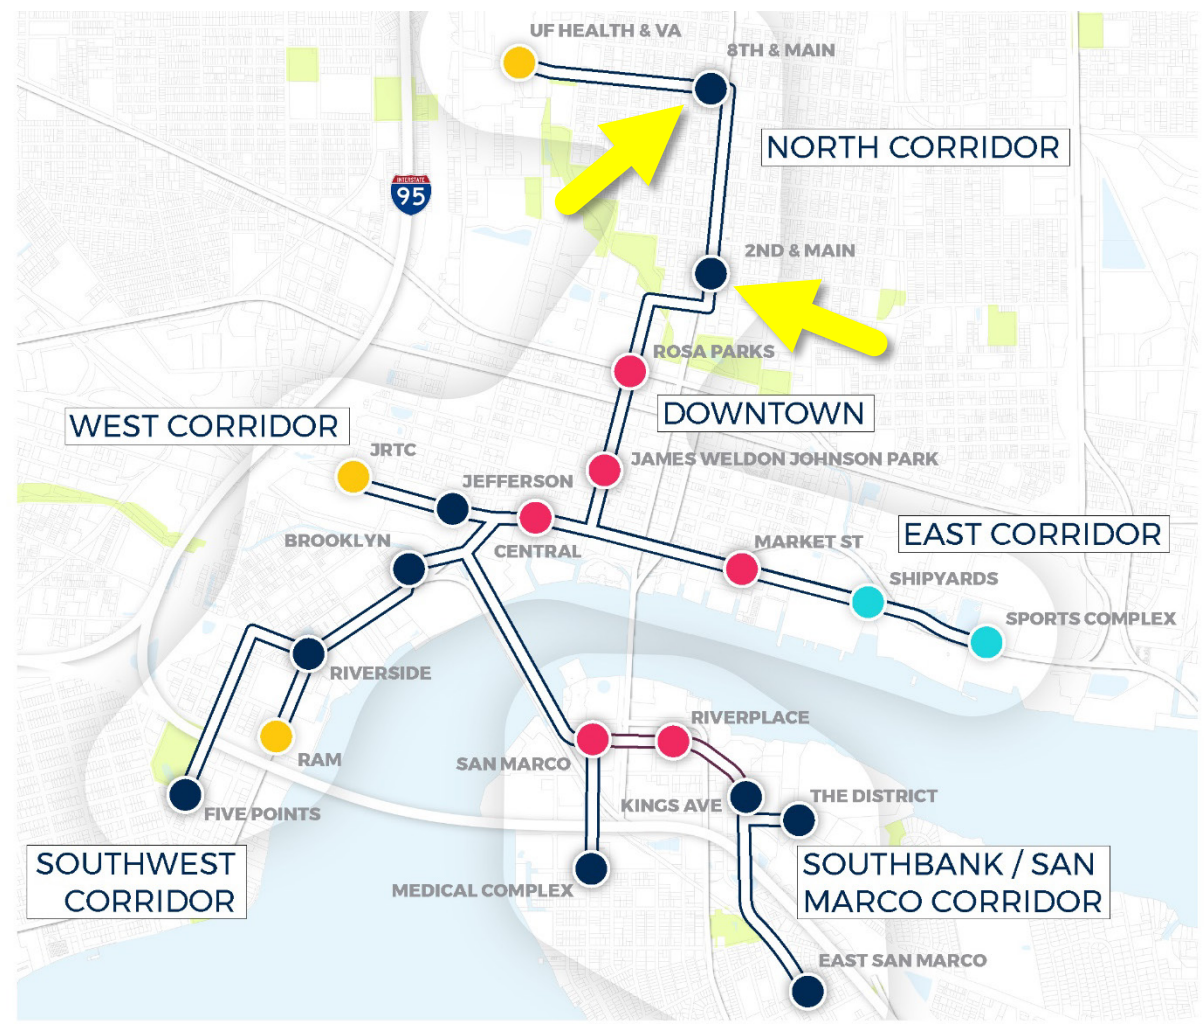 UF HEALTH & VA
8TH & MAIN
NORTH CORRIDOR
INTERSTATE
95
2ND & MAIN
ROSA PARKS
DOWNTOWN
WEST CORRIDOR
JRTC
JAMES WELDON JOHNSON PARK
JEFFERSON
EAST CORRIDOR
BROOKLYN
CENTRAL
MARKET ST
SHIPYARDS
SPORTS COMPLEX
RIVERSIDE
RIVERPLACE
RAM
SAN MARCO
KINGS AVE
THE DISTRICT
FIVE POINTS
SOUTHWEST
CORRIDOR
MEDICAL COMPLEX
SOUTHBANK / SAN
MARCO CORRIDOR
EAST SAN MARCO